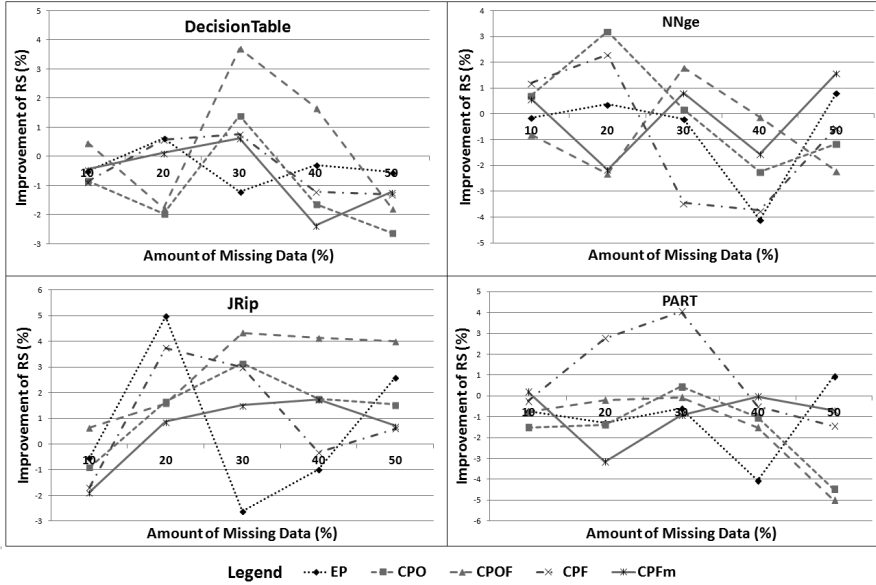 DecisionTable
Improvement of RS (%)
5
4
3
2
1
0
-1
-2
-3
10 20 30 40 50
Amount of Missing Data (%)
NNge
Improvement of RS (%)
4
3
2
1
0
-1
-2
-3
-4
-5
10 20 30 40 50
Amount of Missing Data (%)
JRip
Improvement of RS (%)
6
5
4
3
2
1
0
-1
-2
-3
10 20 30 40 50
Amount of Missing Data (%)
PART
Improvement of RS (%)
5
4
3
2
1
0
-1
-2
-3
-4
-5
-6
10 20 30 40 50
Amount of Missing Data (%)
Legend EP CPO CPOF CPF CPFm